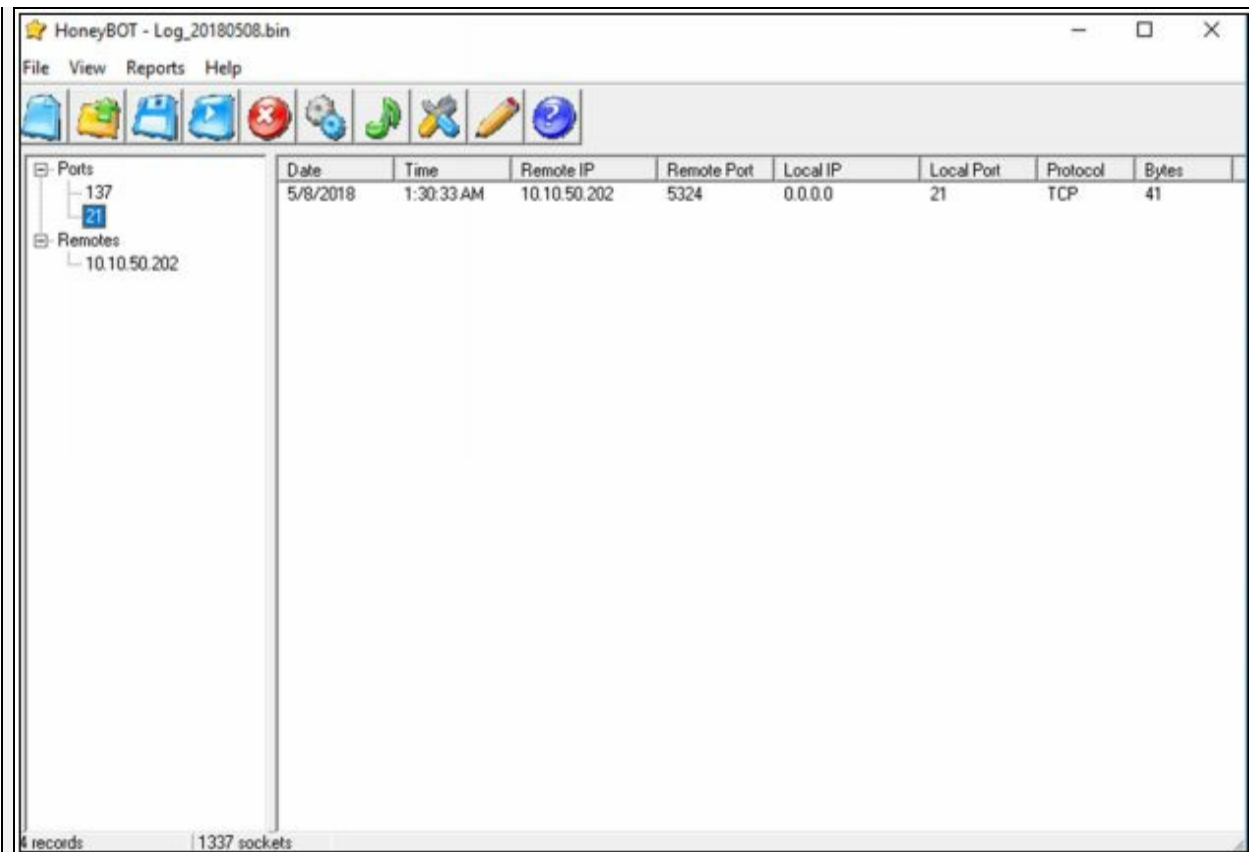 HoneyBOT - Log_20180508.bin
File View Reports Help
Ports
137
21
Remotes
10.10.50.202
Date Time Remote IP Remote Port Local IP Local Port Protocol Bytes
5/8/2018 1:30:33 AM 10.10.50.202 5324 0.0.0.0 21 TCP 41
4 records 1337 sockets